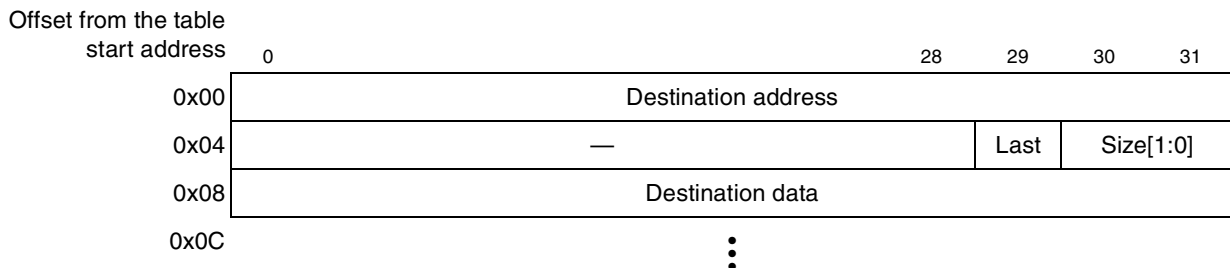 Offset from the table
start address 0 28 29 30 31
0x00 Destination address
0x04 — Last Size[1:0]
0x08 Destination data
0x0C